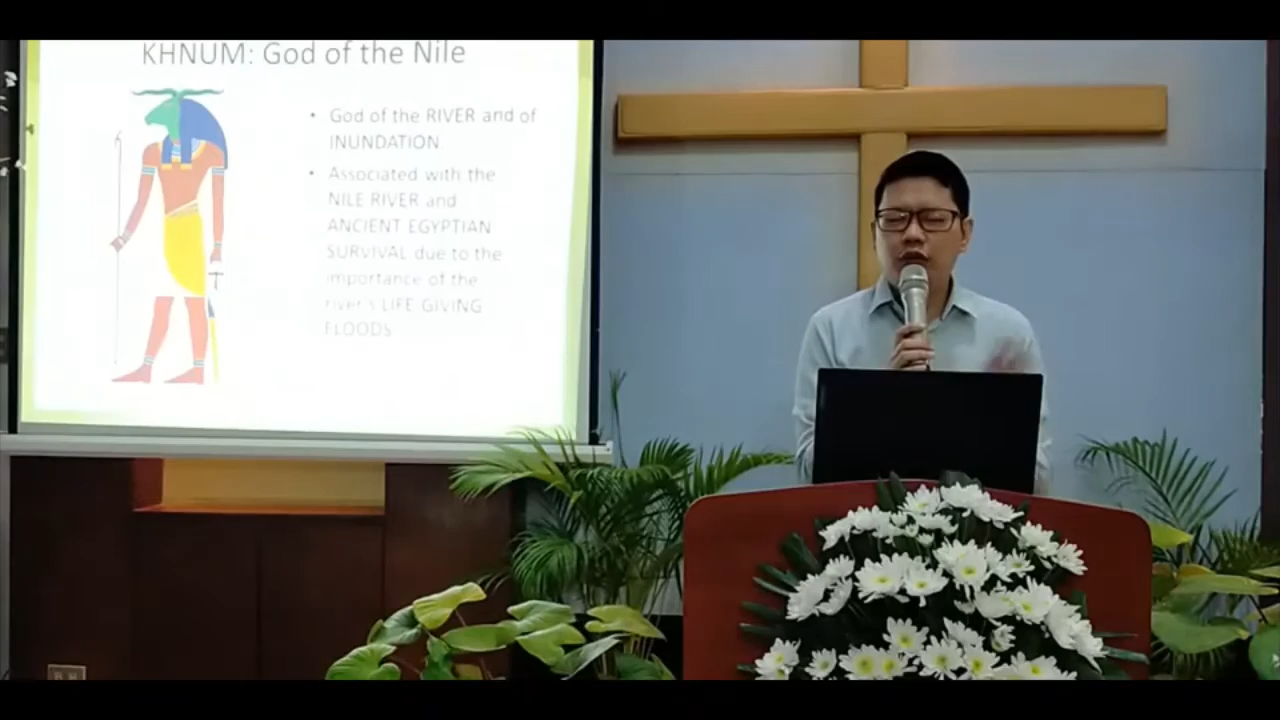 KHNUM: God of the Nile
• God of the RIVER and of
INUNDATION
• Associated with the
NILE RIVER and
ANCIENT EGYPTIAN
SURVIVAL due to the
importance of the
river's LIFE GIVING
FLOODS